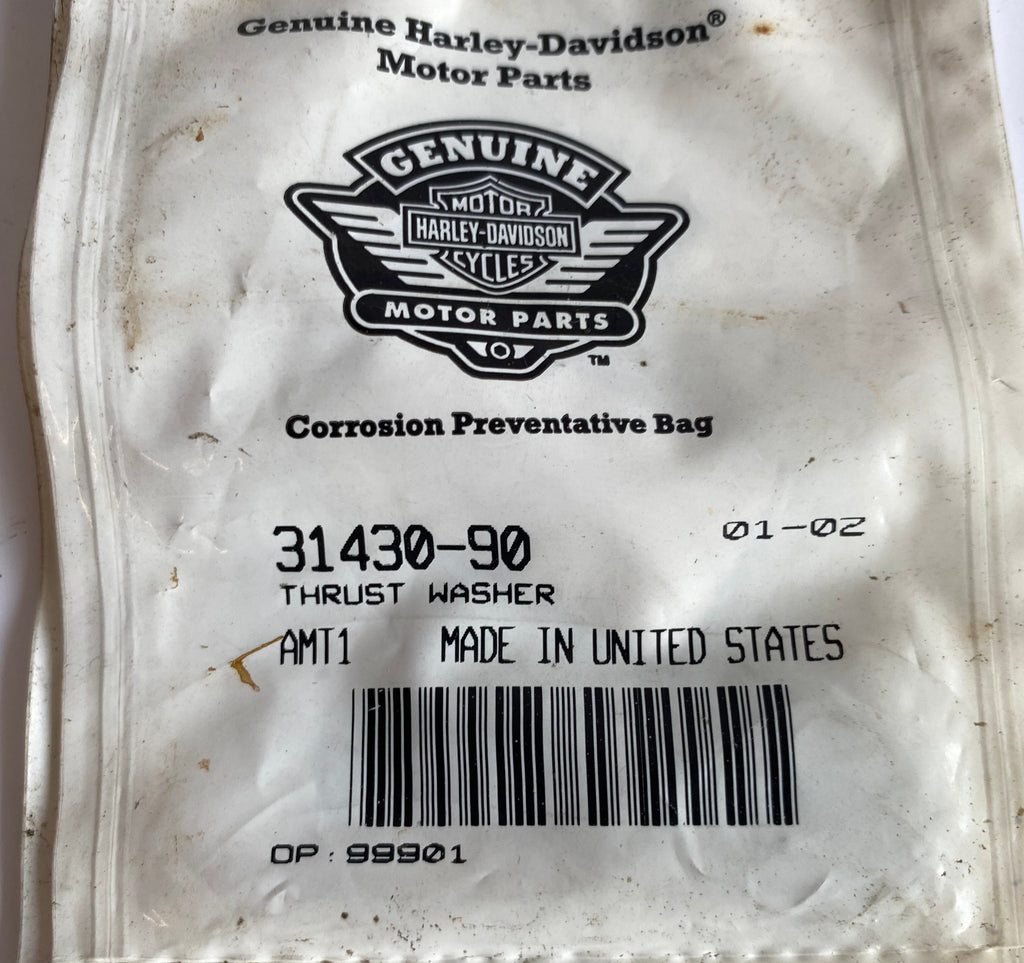 Genuine Harley-Davidson®
Motor Parts
GENUINE
MOTOR
HARLEY-DAVIDSON
CYCLES
MOTOR PARTS
TM
Corrosion Preventative Bag
01-02
31430-90
THRUST WASHER
AMT1 MADE IN UNITED STATES
OP: 99901